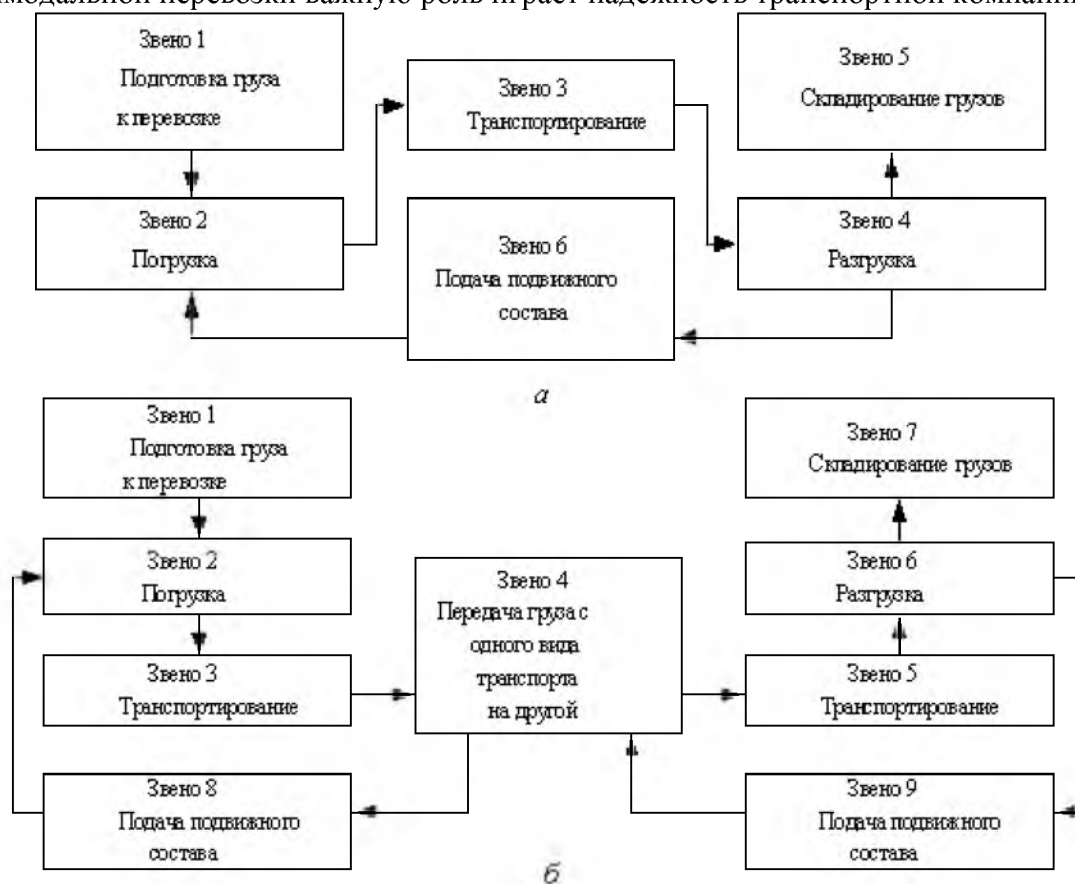 имодальной перевозки важную роль играет надежность транспортной компании
Звено 1
Подготовка груза
к перевозке
Звено 3
Транспортирование
Звено 5
Складирование грузов
Звено 2
Погрузка
Звено 6
Подача подвижного
состава
Звено 4
Разгрузка
а
Звено 1
Подготовка груза
к перевозке
Звено 7
Складирование грузов
Звено 2
Погрузка
Звено 4
Передача груза с
одного вида
транспорта
на другой
Звено 6
Разгрузка
Звено 3
Транспортирование
Звено 5
Транспортирование
Звено 8
Подача подвижного
состава
Звено 9
Подача подвижного
состава
б